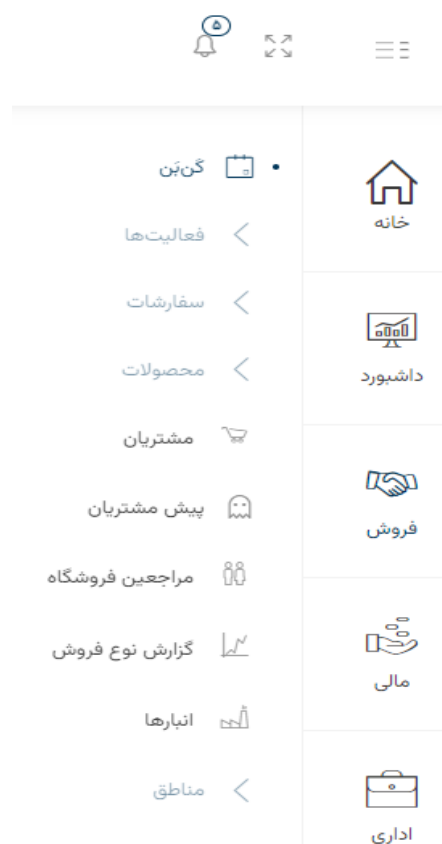 ۵
خانه
داشبورد
فروش
مالی
اداری
کَن‌بَن
فعالیت‌ها
سفارشات
محصولات
مشتریان
پیش مشتریان
مراجعین فروشگاه
گزارش نوع فروش
انبارها
مناطق